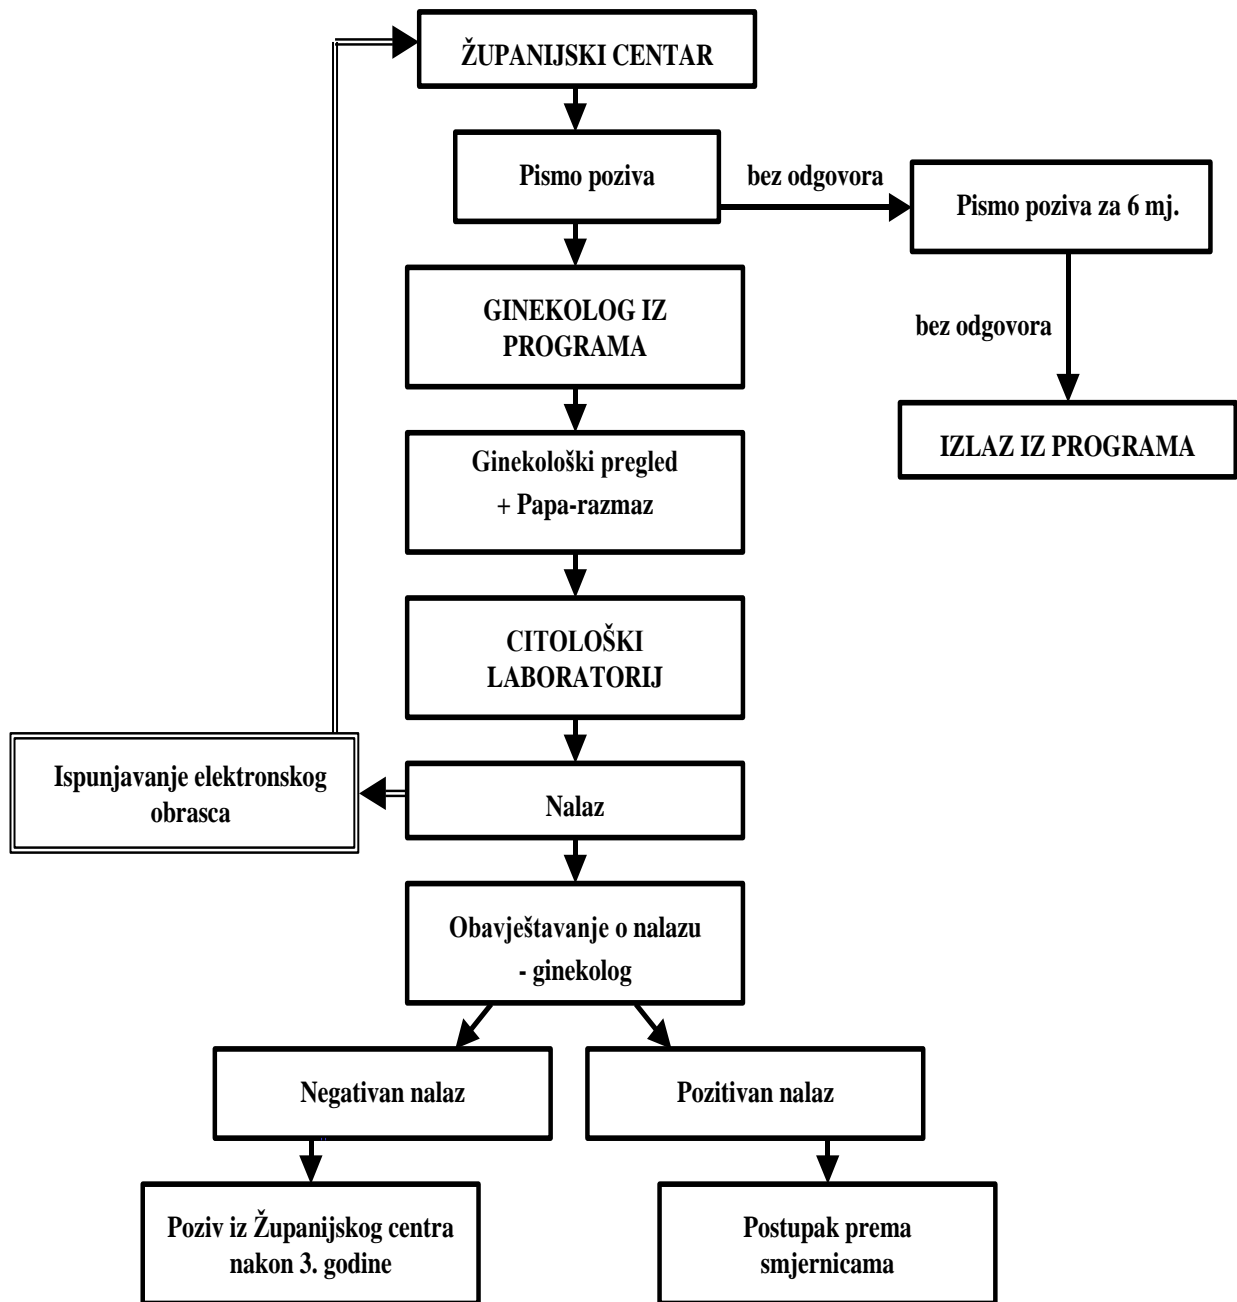 ŽUPANIJSKI CENTAR
Pismo poziva
bez odgovora
Pismo poziva za 6 mj.
GINEKOLOG IZ
PROGRAMA
bez odgovora
IZLAZ IZ PROGRAMA
Ginekološki pregled
+ Papa-razmaz
CITOLOŠKI
LABORATORIJ
Ispunjavanje elektronskog
obrasca
Nalaz
Obavještavanje o nalazu
- ginekolog
Negativan nalaz
Pozitivan nalaz
Poziv iz Županijskog centra
nakon 3. godine
Postupak prema
smjernicama